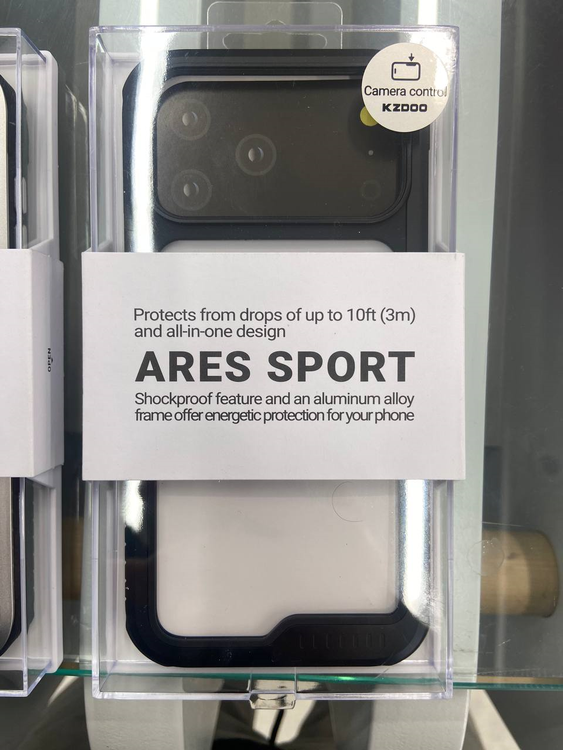 Camera control
KZDOO
Protects from drops of up to 10ft (3m)
and all-in-one design
ARES SPORT
Shockproof feature and an aluminum alloy
frame offer energetic protection for your phone
OPEN